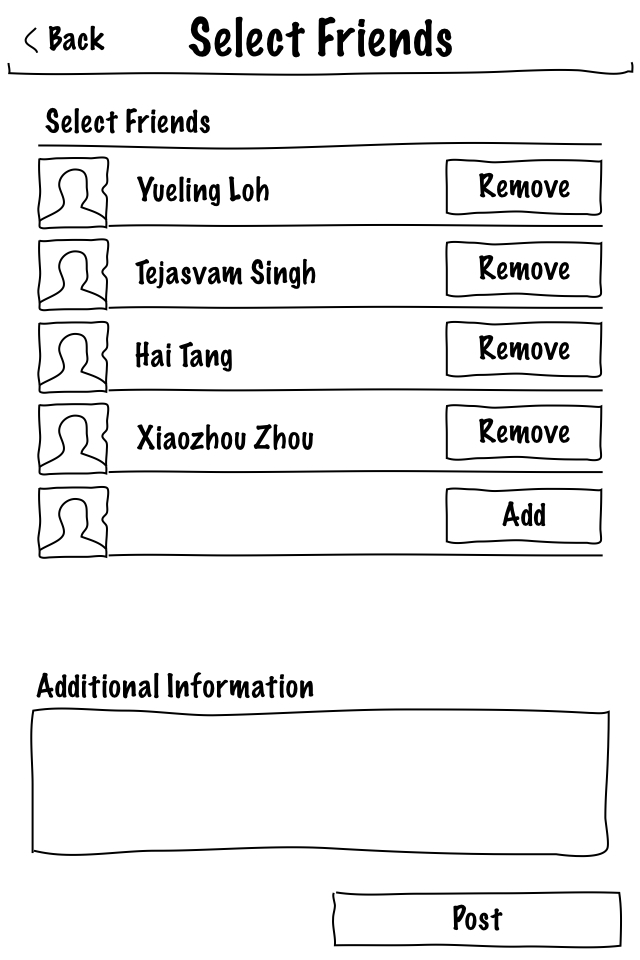 Back Select Friends
Select Friends
Yueling Loh Remove
Tejasvam Singh Remove
Hai Tang Remove
Xiaozhou Zhou Remove
Add
Additional Information
Post